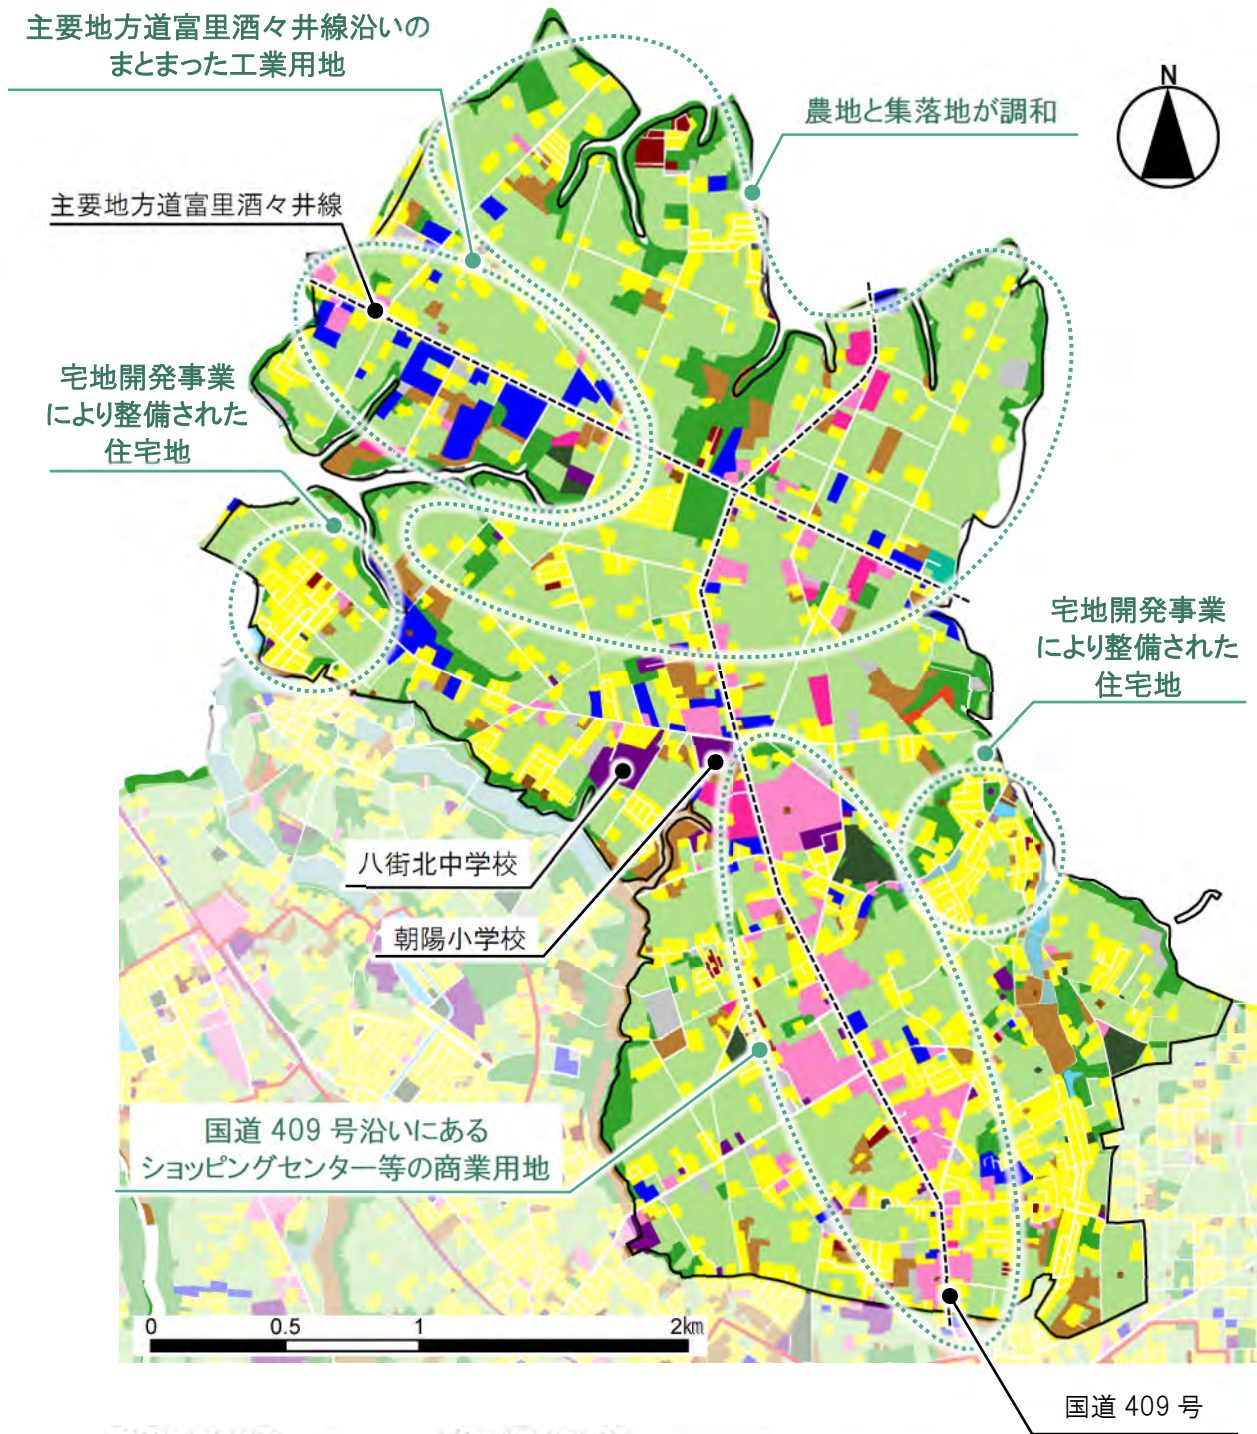 主要地方道富里酒々井線沿いの
まとまった工業用地
農地と集落地が調和
N
主要地方道富里酒々井線
宅地開発事業
により整備された
住宅地
宅地開発事業
により整備された
住宅地
八街北中学校
朝陽小学校
国道 409 号沿いにある
ショッピングセンター等の商業用地
0 0.5 1 2km
国道 409 号